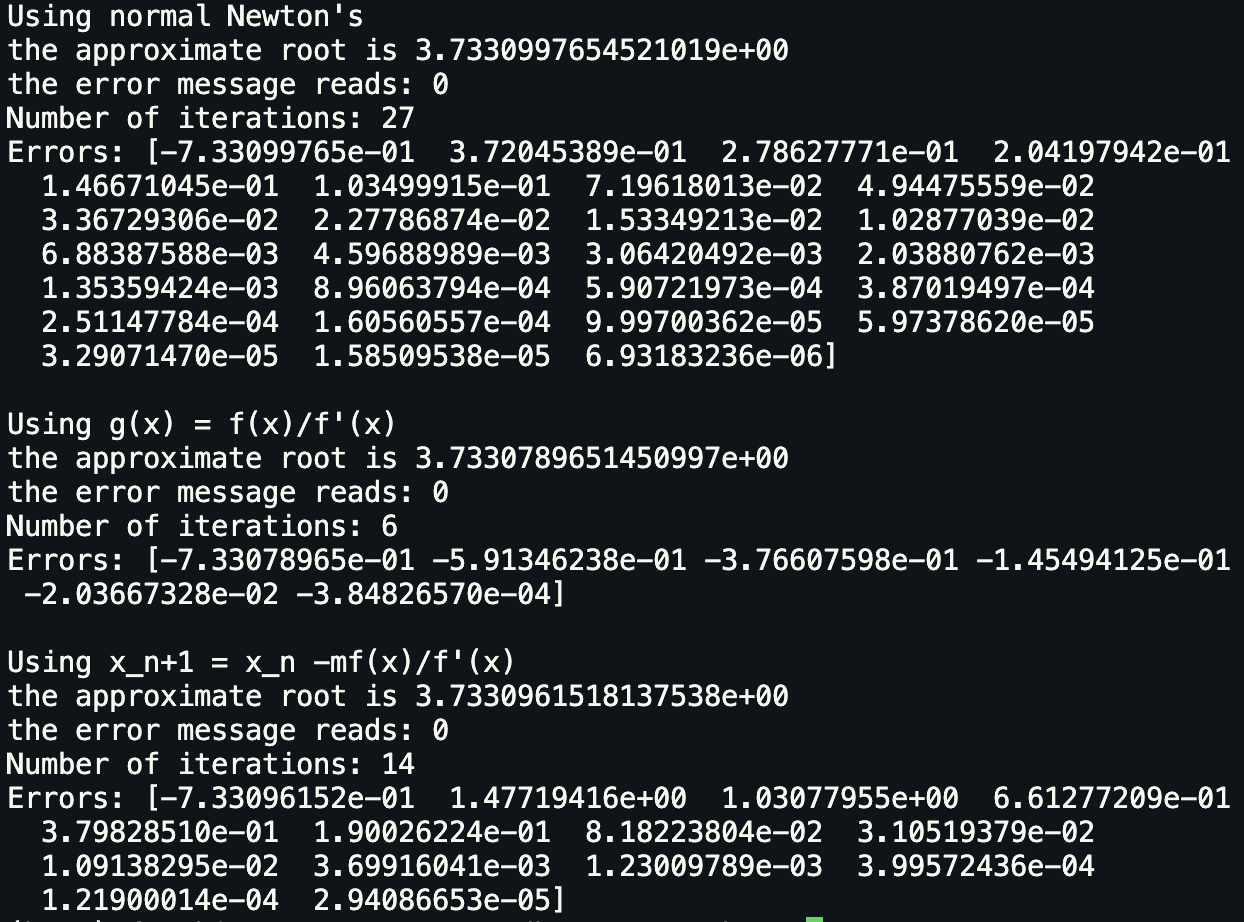 Using normal Newton's
the approximate root is 3.7330997654521019e+00
the error message reads: 0
Number of iterations: 27
Errors: [-7.33099765e-01  3.72045389e-01  2.78627771e-01  2.04197942e-01
  1.46671045e-01  1.03499915e-01  7.19618013e-02  4.94475559e-02
  3.36729306e-02  2.27786874e-02  1.53349213e-02  1.02877039e-02
  6.88387588e-03  4.59688989e-03  3.06420492e-03  2.03880762e-03
  1.35359424e-03  8.96063794e-04  5.90721973e-04  3.87019497e-04
  2.51147784e-04  1.60560557e-04  9.99700362e-05  5.97378620e-05
  3.29071470e-05  1.58509538e-05  6.93183236e-06]

Using g(x) = f(x)/f'(x)
the approximate root is 3.7330789651450997e+00
the error message reads: 0
Number of iterations: 6
Errors: [-7.33078965e-01 -5.91346238e-01 -3.76607598e-01 -1.45494125e-01
 -2.03667328e-02 -3.84826570e-04]

Using x_n+1 = x_n -mf(x)/f'(x)
the approximate root is 3.7330961518137538e+00
the error message reads: 0
Number of iterations: 14
Errors: [-7.33096152e-01  1.47719416e+00  1.03077955e+00  6.61277209e-01
  3.79828510e-01  1.90026224e-01  8.18223804e-02  3.10519379e-02
  1.09138295e-02  3.69916041e-03  1.23009789e-03  3.99572436e-04
  1.21900014e-04  2.94086653e-05]